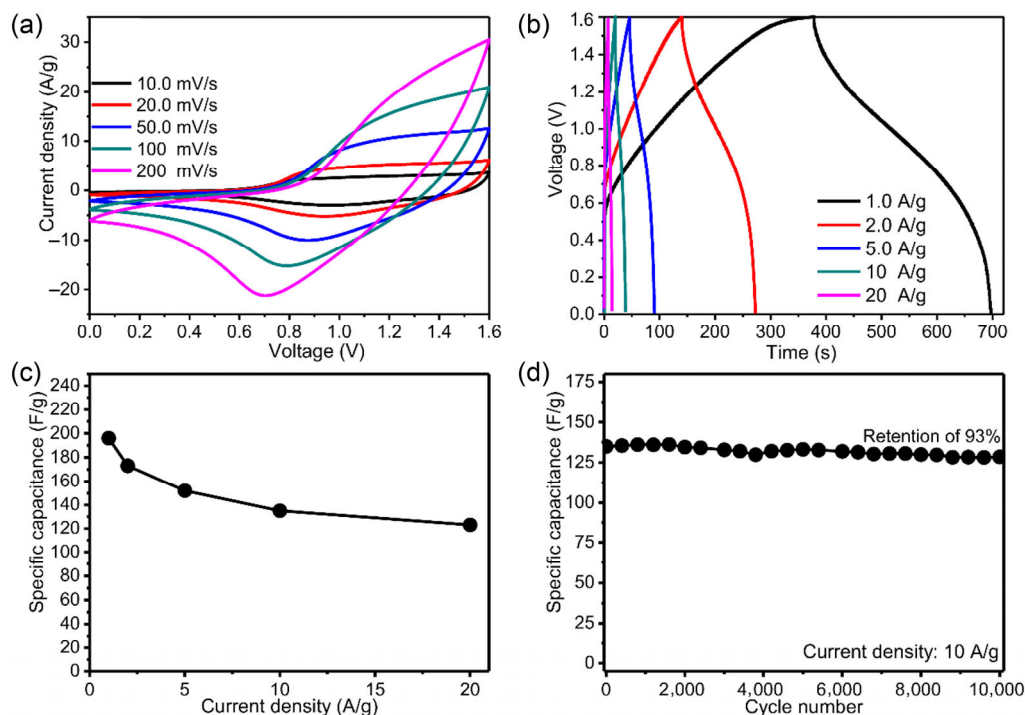 (a)
Current density (A/g)
30
20
10
0
–10
–20
10.0 mV/s
20.0 mV/s
50.0 mV/s
100 mV/s
200 mV/s
0.0 0.2 0.4 0.6 0.8 1.0 1.2 1.4 1.6
Voltage (V)
(b)
Voltage (V)
1.6
1.4
1.2
1.0
0.8
0.6
0.4
0.2
0.0
1.0 A/g
2.0 A/g
5.0 A/g
10 A/g
20 A/g
0 100 200 300 400 500 600 700
Time (s)
(c)
Specific capacitance (F/g)
240
220
200
180
160
140
120
100
80
60
40
20
0
0 5 10 15 20
Current density (A/g)
(d)
Specific capacitance (F/g)
175
150
125
100
75
50
25
0
Retention of 93%
Current density: 10 A/g
0 2,000 4,000 6,000 8,000 10,000
Cycle number